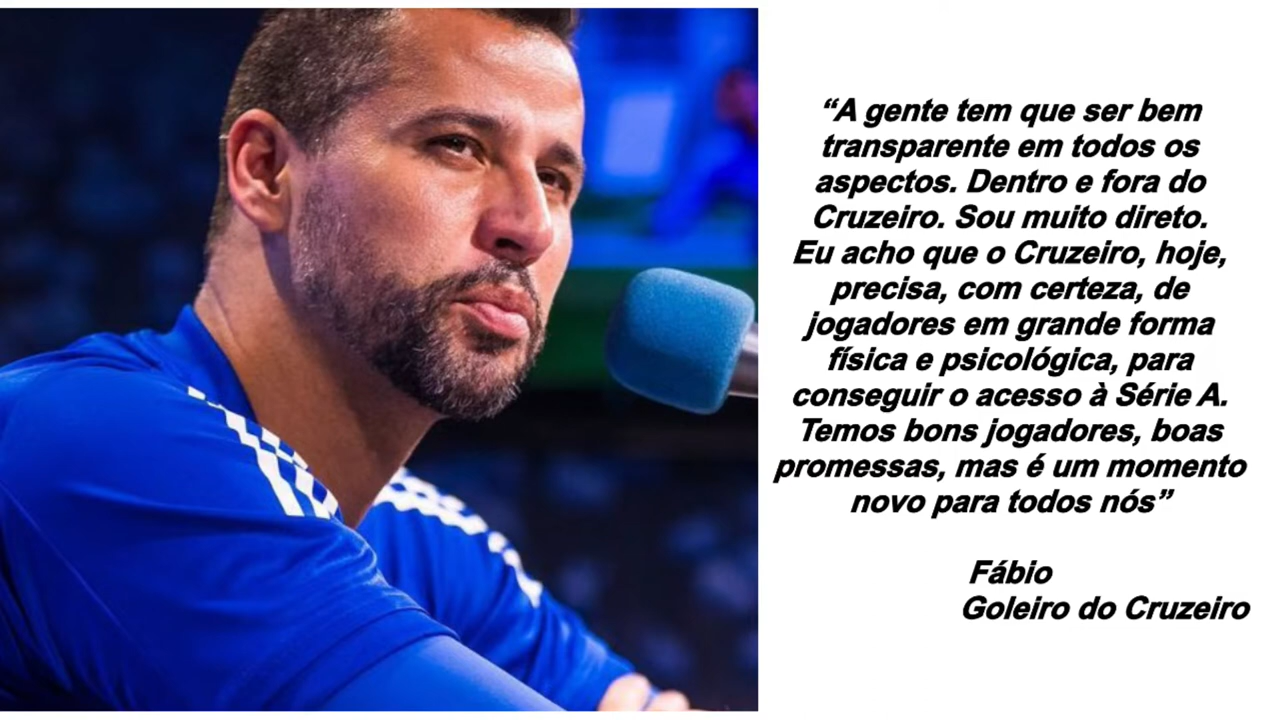 “A gente tem que ser bem
transparente em todos os
aspectos. Dentro e fora do
Cruzeiro. Sou muito direto.
Eu acho que o Cruzeiro, hoje,
precisa, com certeza, de
jogadores em grande forma
física e psicológica, para
conseguir o acesso à Série A.
Temos bons jogadores, boas
promessas, mas é um momento
novo para todos nós”
Fábio
Goleiro do Cruzeiro